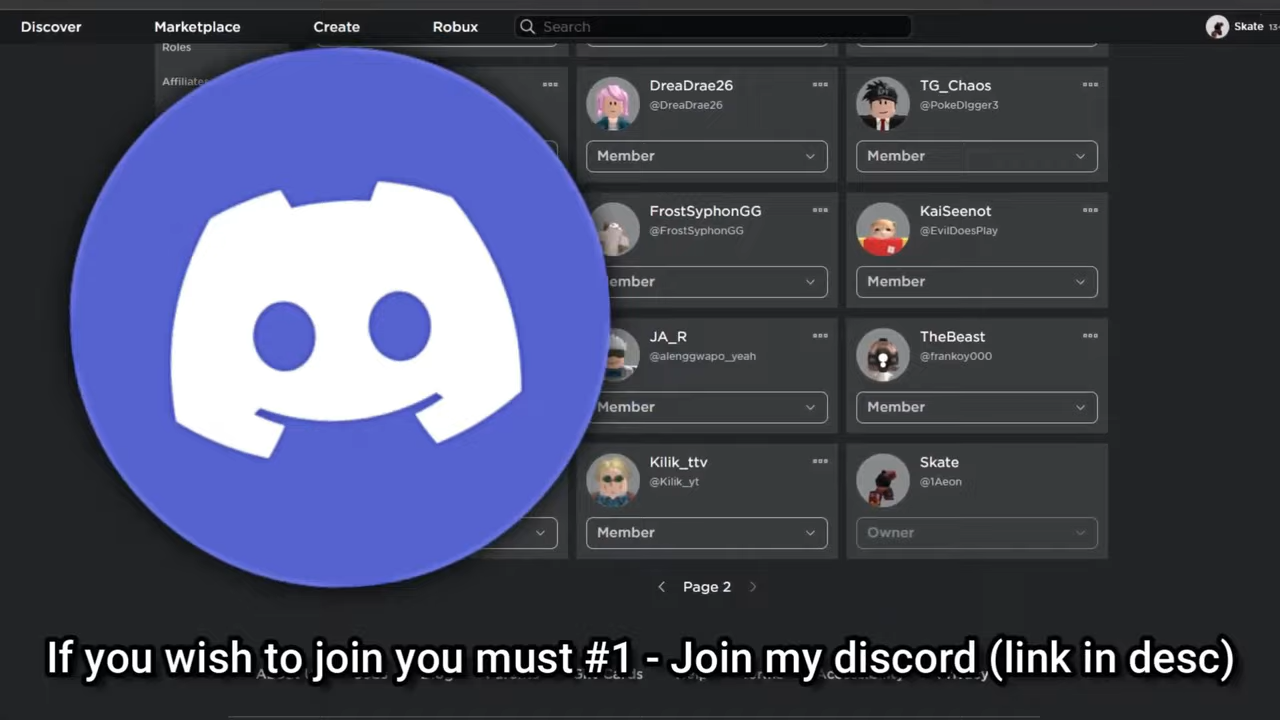 Discover Marketplace Create Robux Search Skate
Roles
Affiliates
DreaDrae26 TG_Chaos
@DreaDrae26 @PokeDIgger3
Member Member
FrostSyphonGG KaiSeenot
@FrostSyphonGG @EvilDoesPlay
Member Member
JA_R TheBeast
@alenggwapo_yeah @frankoy000
Member Member
Kilik_ttv Skate
@Kilik_yt @1Aeon
Member Owner
Page 2
If you wish to join you must #1 - Join my discord (link in desc)